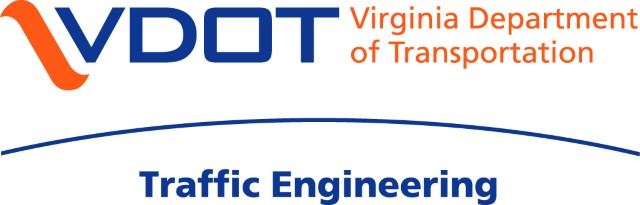 VDOT
Virginia Department
of Transportation
Traffic Engineering